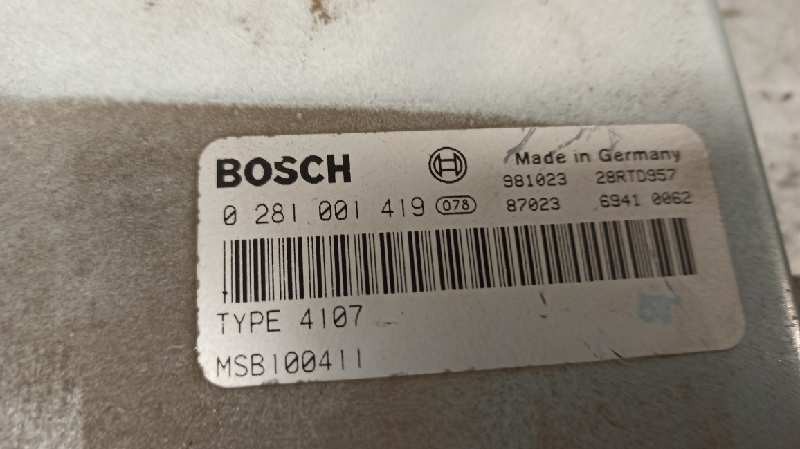 BOSCH Made in Germany
981023 28RTD957
0 281 001 419 078 87023 6941 0062
TYPE 4107
MSB100411